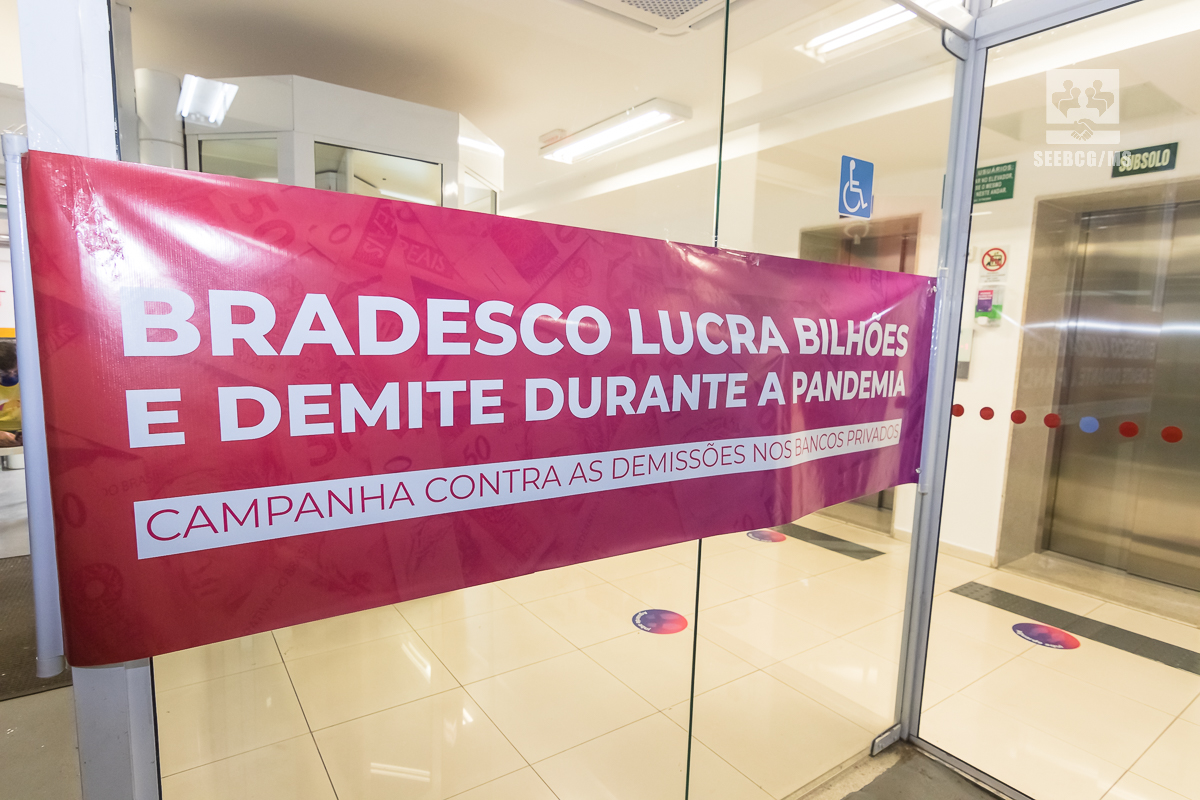 BRADESCO LUCRA BILHÕES
E DEMITE DURANTE A PANDEMIA
CAMPANHA CONTRA AS DEMISSÕES NOS BANCOS PRIVADOS
SEEBCG/MS
SUBSOLO